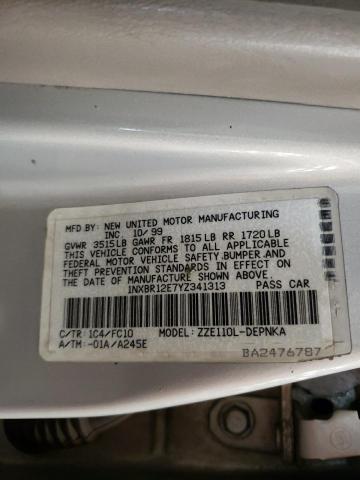 MFD BY: NEW UNITED MOTOR MANUFACTURING
INC. 10/99
GVWR 3515LB GAWR FR 1815LB RR 1720LB
THIS VEHICLE CONFORMS TO ALL APPLICABLE
FEDERAL MOTOR VEHICLE SAFETY,BUMPER,AND
THEFT PREVENTION STANDARDS IN EFFECT ON
THE DATE OF MANUFACTURE SHOWN ABOVE.
1NXBR12E7YZ341313 PASS CAR
C/TR: 1C4/FC10 MODEL: ZZE110L-DEPNKA
A/TM: -01A/A245E
BA2476787